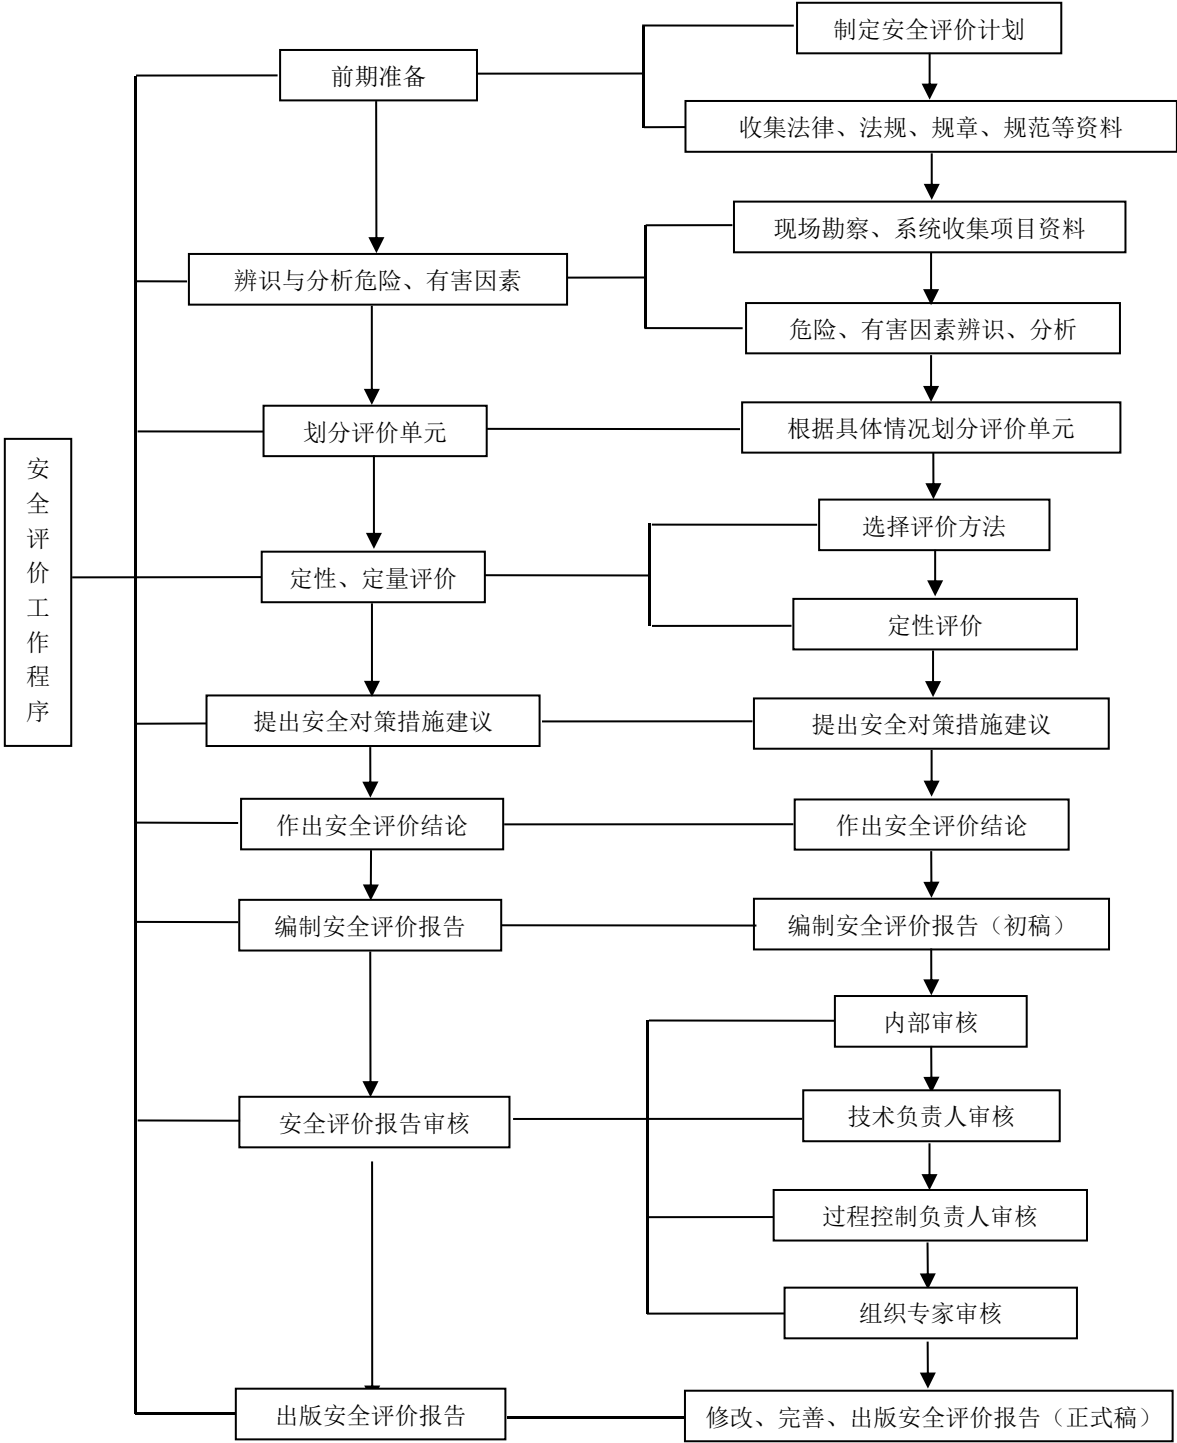 安全评价工作程序
前期准备
制定安全评价计划
收集法律、法规、规章、规范等资料
辨识与分析危险、有害因素
现场勘察、系统收集项目资料
危险、有害因素辨识、分析
划分评价单元
根据具体情况划分评价单元
定性、定量评价
选择评价方法
定性评价
提出安全对策措施建议
提出安全对策措施建议
作出安全评价结论
作出安全评价结论
编制安全评价报告
编制安全评价报告（初稿）
安全评价报告审核
内部审核
技术负责人审核
过程控制负责人审核
组织专家审核
出版安全评价报告
修改、完善、出版安全评价报告（正式稿）